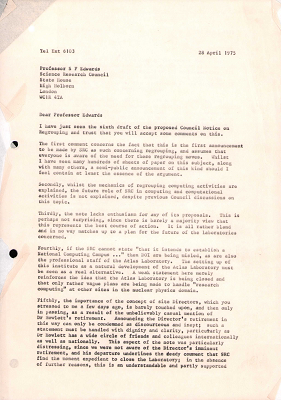 Tel Ext 6103
28 April 1975
Professor S F Edwards
Science Research Council
State House
High Holborn
London
WC1R 4TA
Dear Professor Edwards
I have just seen the sixth draft of the proposed Council Notice on
Regrouping and trust that you will accept some comments on this.
The first comment concerns the fact that this is the first announcement
to be made by SRC as such concerning regrouping, and assumes that
everyone is aware of the need for these Regrouping moves. Whilst
I have seen many hundreds of sheets of paper on this subject, along
with many others, a semi-public announcement of this kind should I
feel contain at least the essence of the argument.
Secondly, whilst the mechanics of regrouping computing activities are
explained, the future role of SRC in computing and computational
activities is not explained, despite previous Council discussions on
this topic.
Thirdly, the note lacks enthusiasm for any of its proposals. This is
perhaps not surprising, since there is hardly a majority view that
this represents the best course of action. It is all rather bland
and in no way matches up to a plan for the future of the laboratories
concerned.
Fourthly, if the SRC cannot state "that it intends to establish a
National Computing Campus ..." then SRC are being unkind, as are also
the professional staff of the Atlas Laboratory. The setting up of
this institute as a natural development of the Atlas Laboratory must
be seen as a real alternative. A weak statement here merely
reinforces the idea that the Atlas Laboratory is being closed and
that only rather vague plans are being made to handle "research
computing" at other sites in the nuclear physics domain.
Fifthly, the importance of the concept of Site Directors, which you
stressed to me a few days ago, is barely touched upon, and then only
in passing, as a result of the unbelievably casual mention of
Dr Howlett's retirement. Announcing the Director's retirement in
this way can only be condemned as discourteous and inept; such a
statement must be handled with dignity and clarity, particularly as
Dr Howlett has a wide circle of friends and colleagues internationally
as well as nationally. This aspect of the note was particularly
distressing, since we were not aware of the Director's imminent
retirement, and his departure underlines the deedy comment that SRC
find the moment expedient to close the Laboratory; in the absence
of further reasons, this is an understandable and partly supported